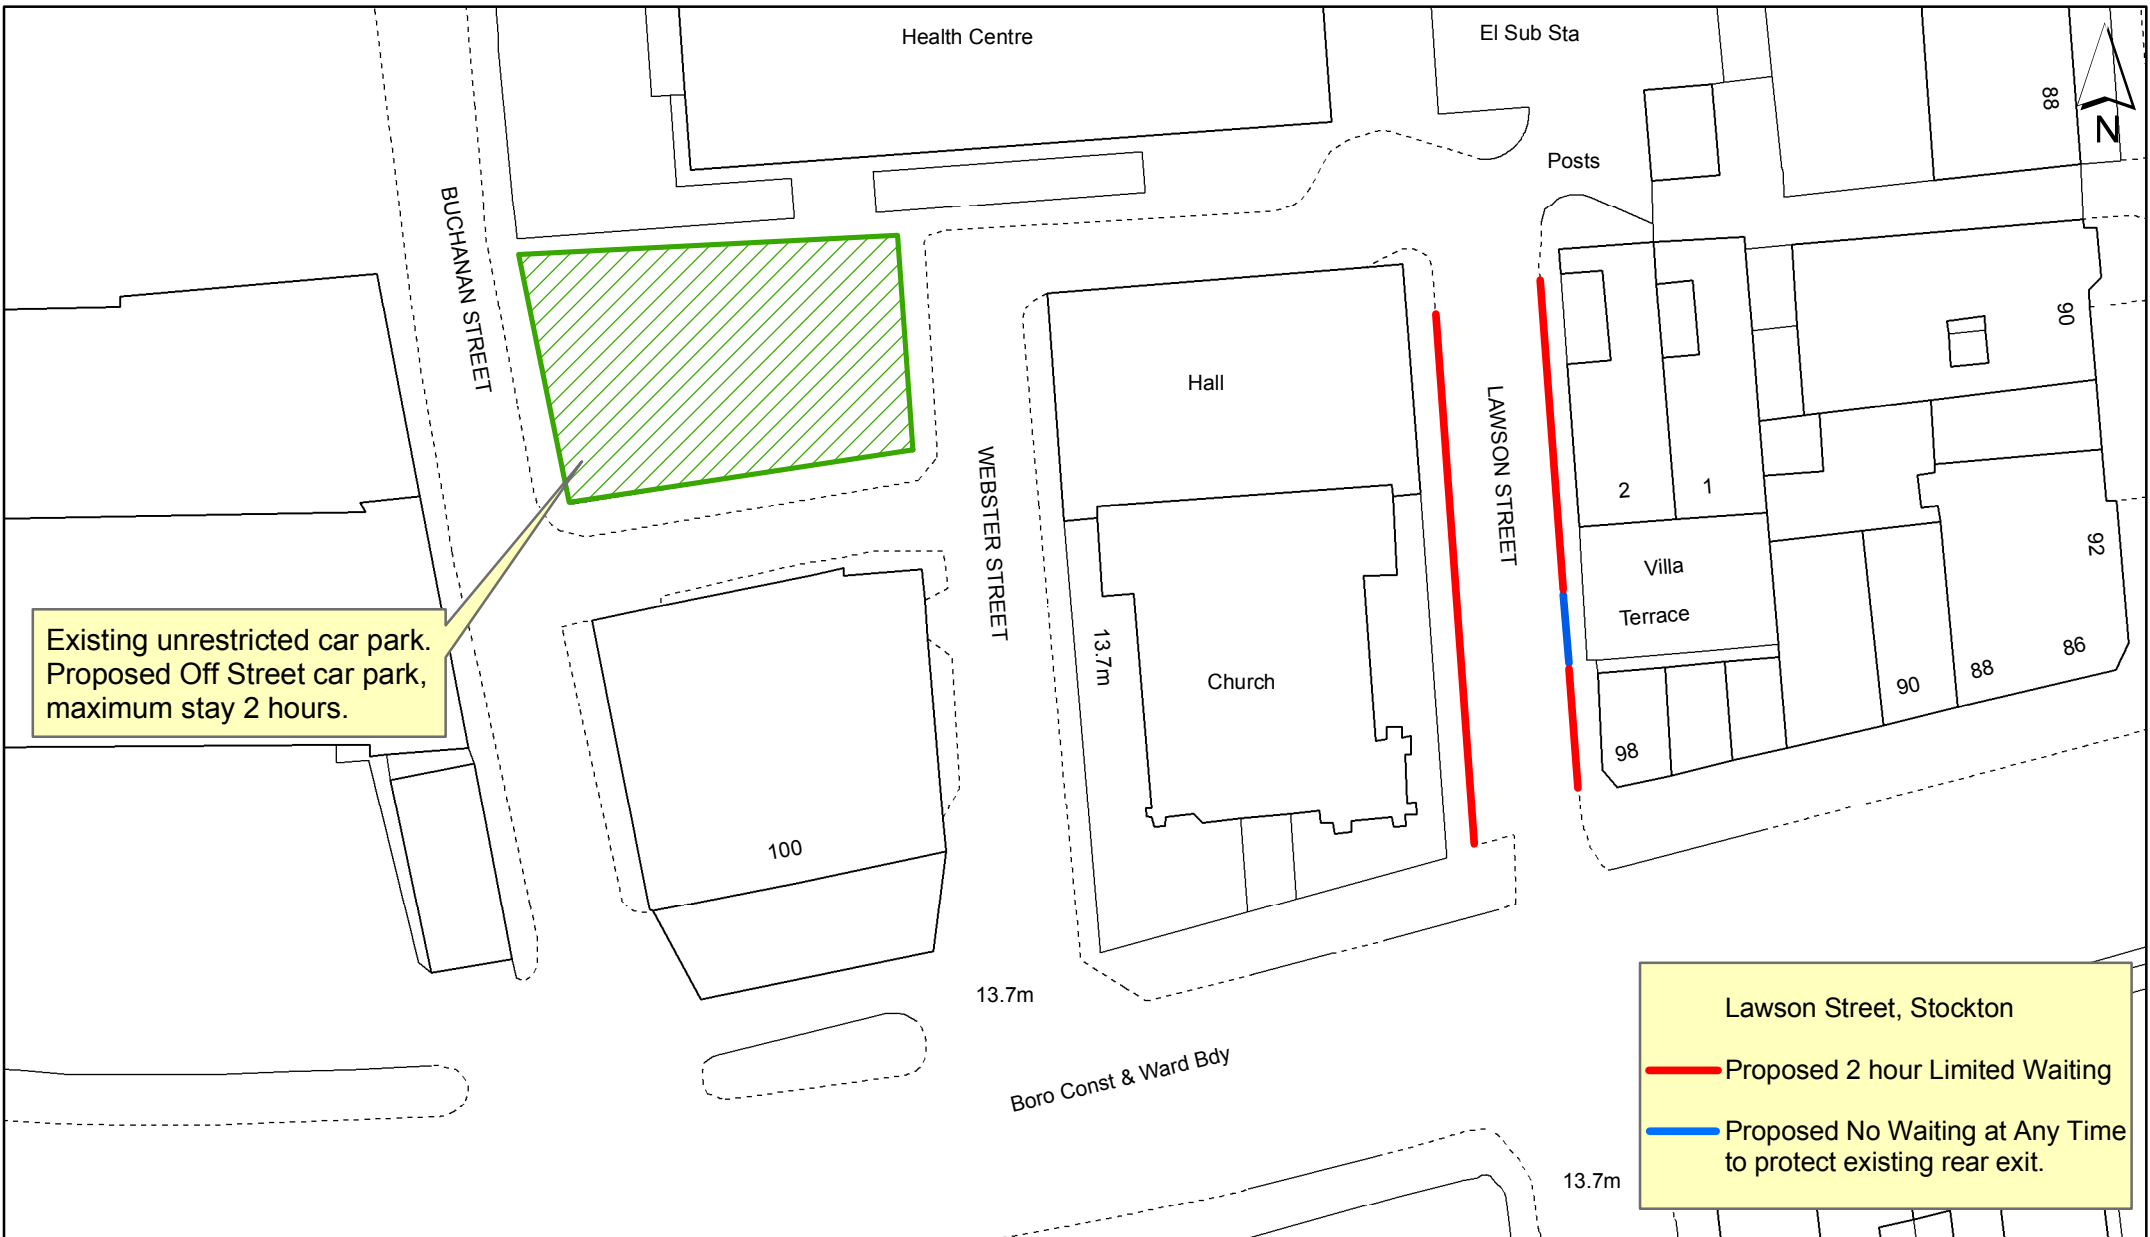 Health Centre
El Sub Sta
88
N
Posts
BUCHANAN STREET
90
Hall
LAWSON STREET
2
1
WEBSTER STREET
92
Villa
Terrace
Existing unrestricted car park.
Proposed Off Street car park,
maximum stay 2 hours.
13.7m
Church
86
88
90
98
100
13.7m
Boro Const & Ward Bdy
13.7m
Lawson Street, Stockton
Proposed 2 hour Limited Waiting
Proposed No Waiting at Any Time
to protect existing rear exit.